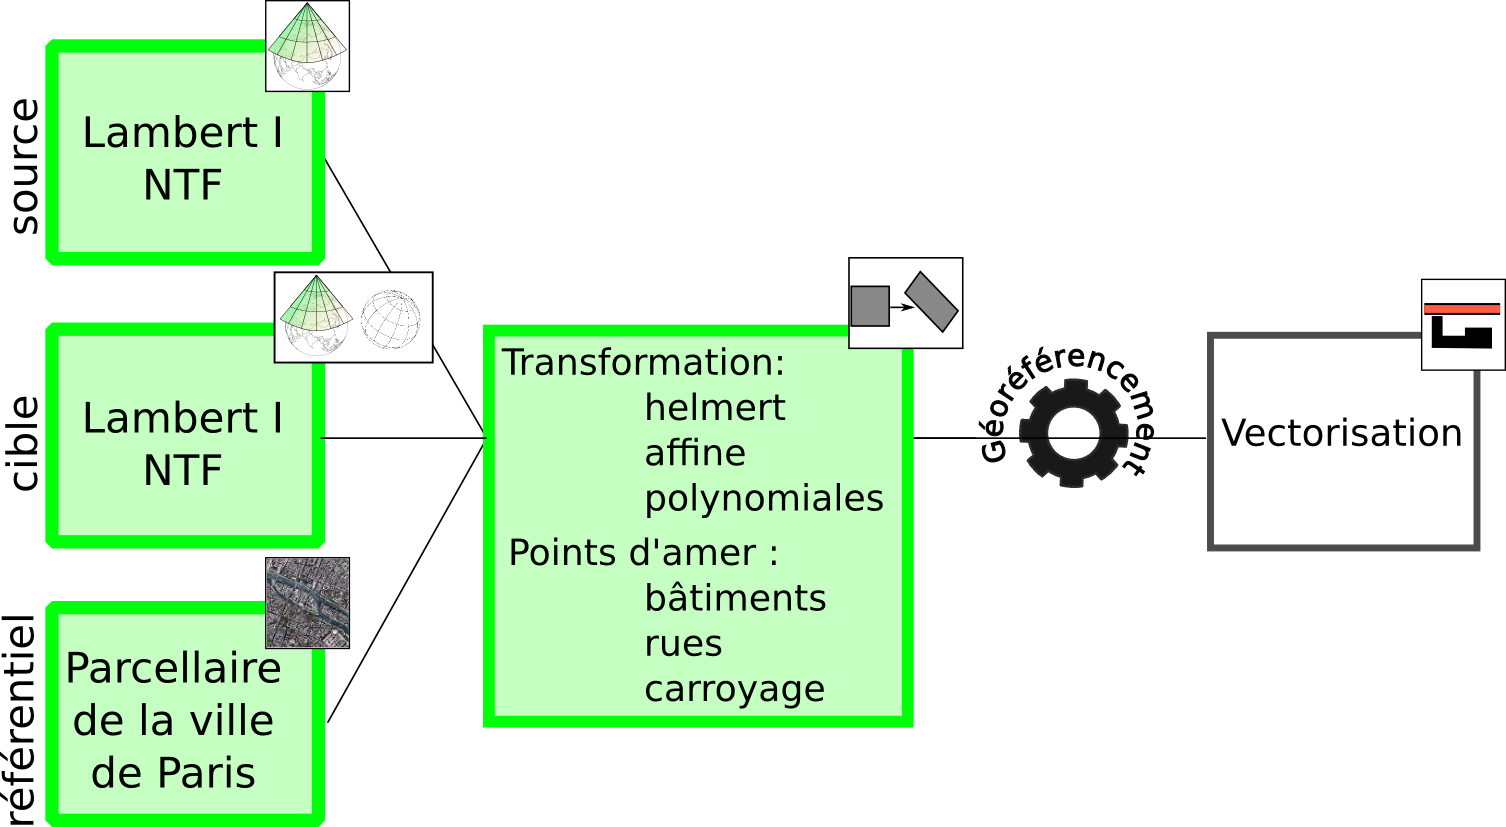 source
Lambert I
NTF
cible
Lambert I
NTF
référentiel
Parcellaire
de la ville
de Paris
Transformation:
helmert
affine
polynomiales
Points d'amer :
bâtiments
rues
carroyage
Géoréférencement
Vectorisation